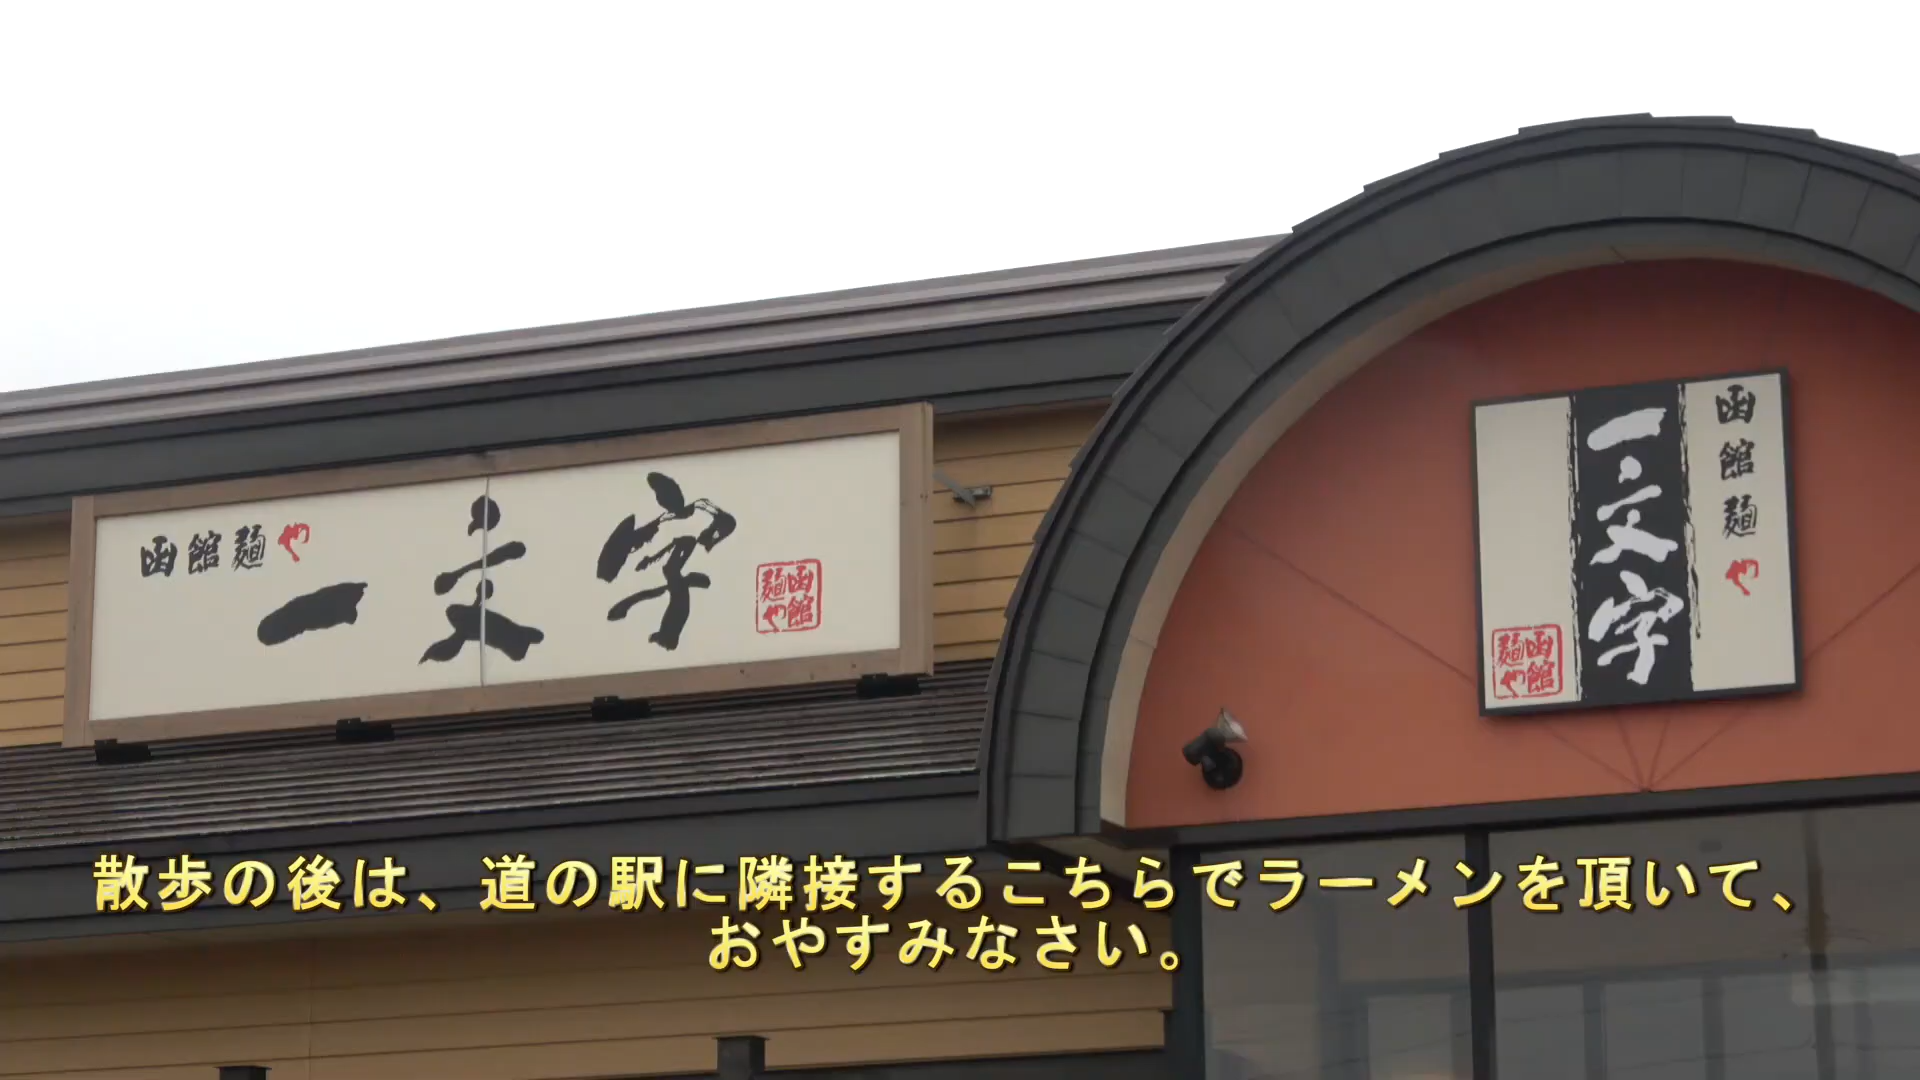 函館麺や
一文字
函館
麺や
函館麺や
一文字
函館
麺や
散歩の後は、道の駅に隣接するこちらでラーメンを頂いて、
おやすみなさい。